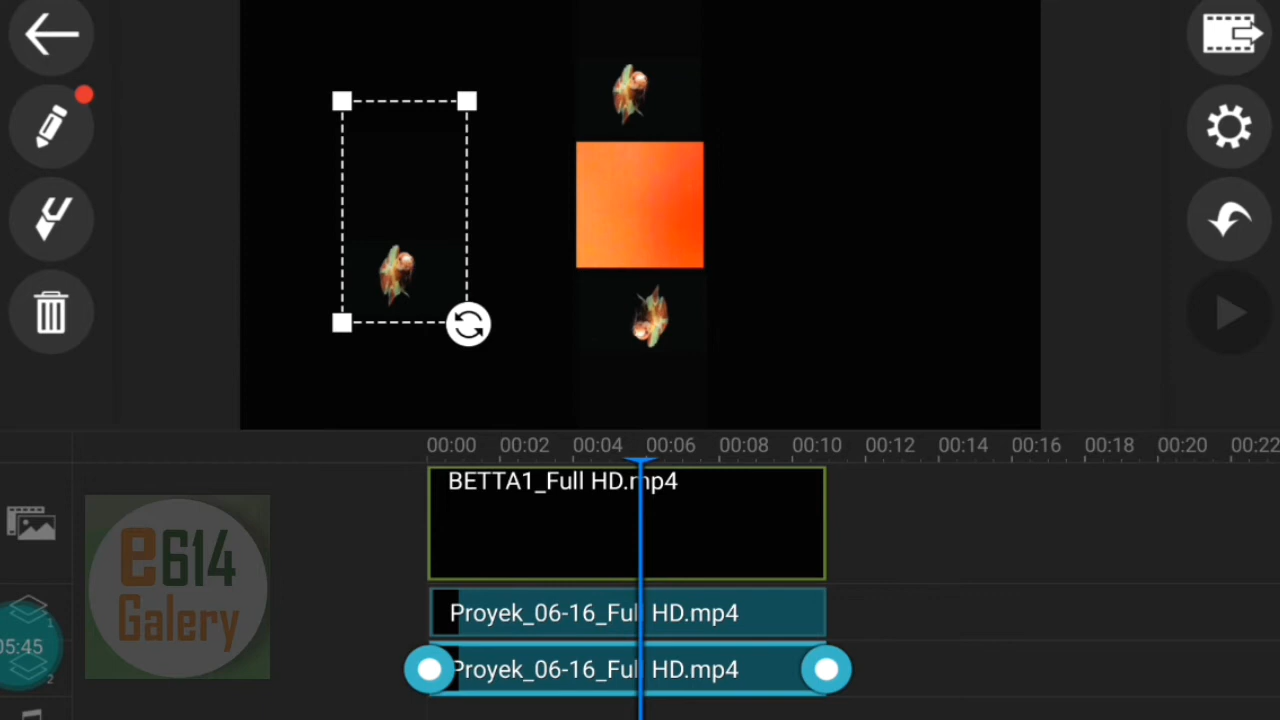 00:00 00:02 00:04 00:06 00:08 00:10 00:12 00:14 00:16 00:18 00:20 00:22
BETTA1_Full HD.mp4
e614
Galery
Proyek_06-16_Full HD.mp4
1
05:45
Proyek_06-16_Full HD.mp4
2